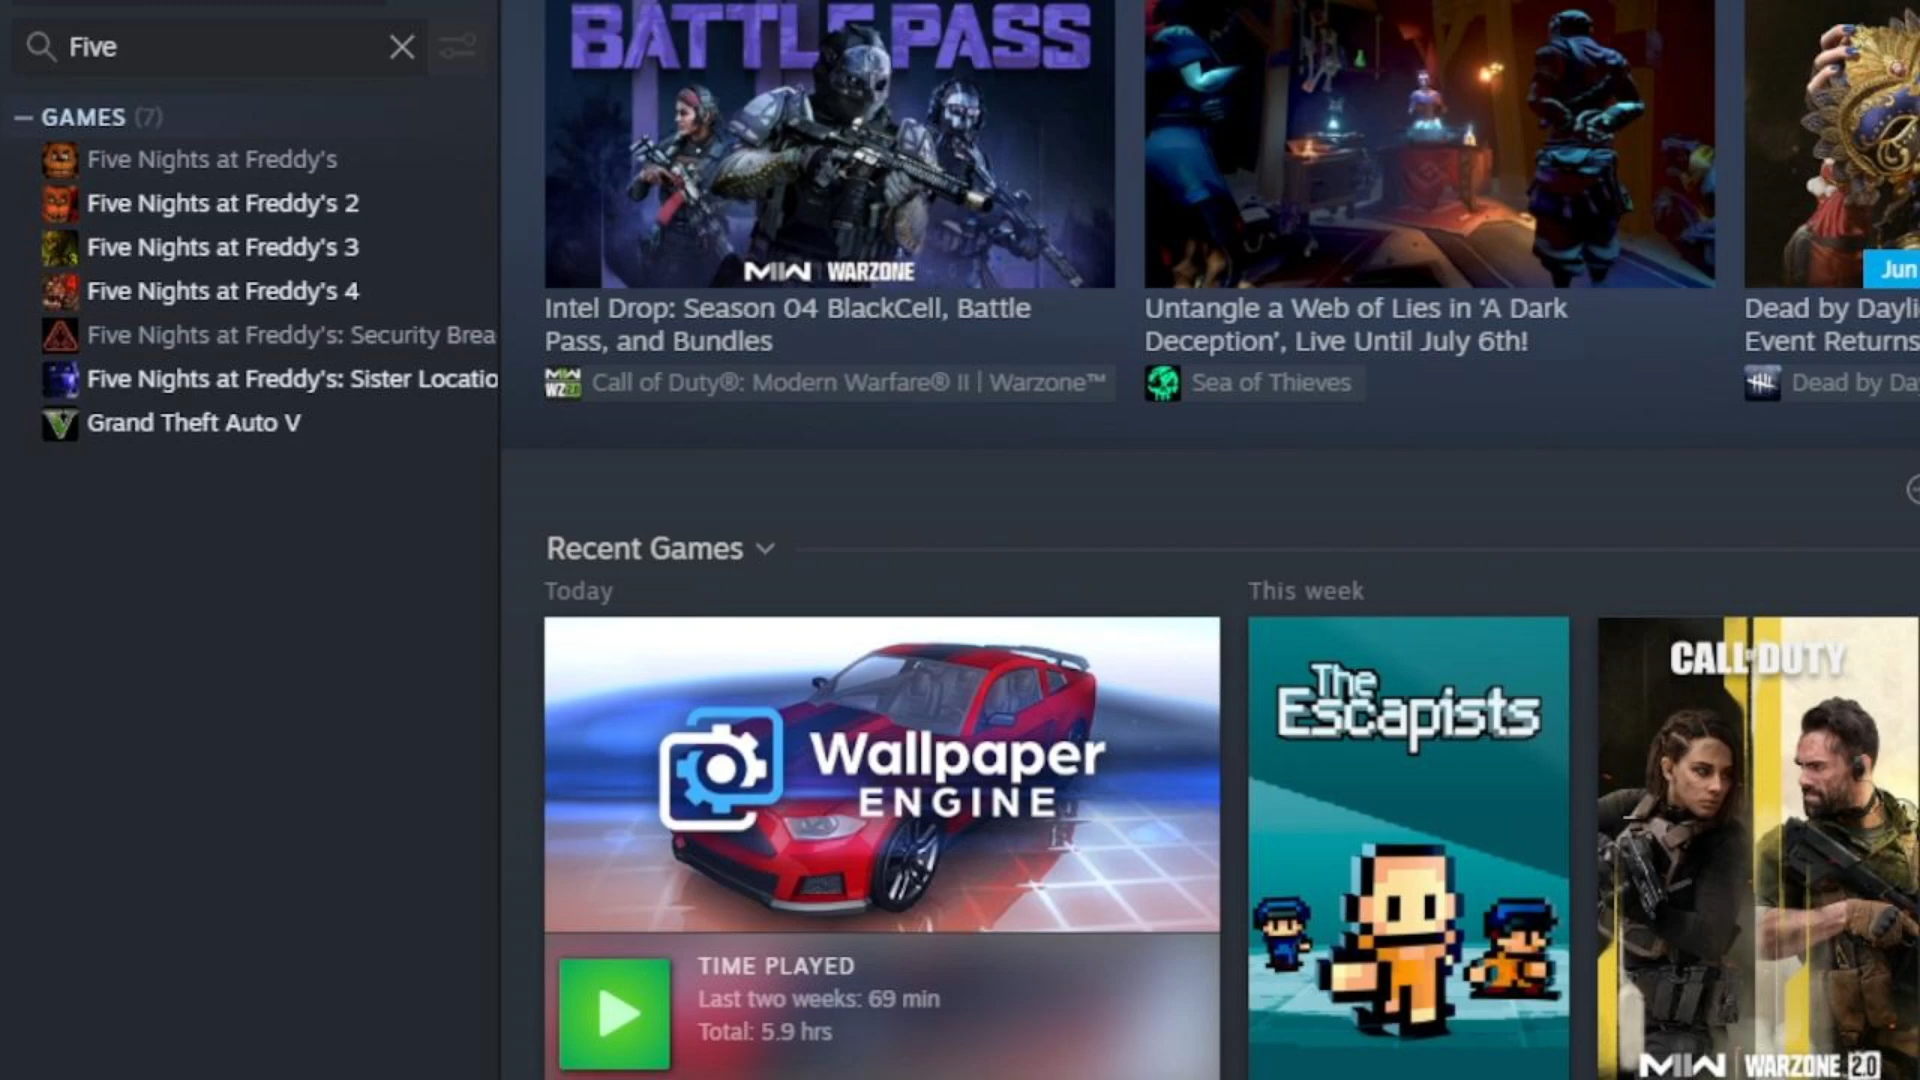 Five
GAMES (7)
Five Nights at Freddy's
Five Nights at Freddy's 2
Five Nights at Freddy's 3
Five Nights at Freddy's 4
Five Nights at Freddy's: Security Brea
Five Nights at Freddy's: Sister Locatio
Grand Theft Auto V
BATTLE PASS
MW WARZONE
Intel Drop: Season 04 BlackCell, Battle
Pass, and Bundles
MW
WZ 2.0
Call of Duty®: Modern Warfare® II | Warzone™
Untangle a Web of Lies in ‘A Dark
Deception’, Live Until July 6th!
Sea of Thieves
Jun
Dead by Dayli
Event Returns
Dead by Da
Recent Games
Today
Wallpaper
ENGINE
TIME PLAYED
Last two weeks: 69 min
Total: 5.9 hrs
This week
The
Escapists
CALL OF DUTY
MW | WARZONE 2.0